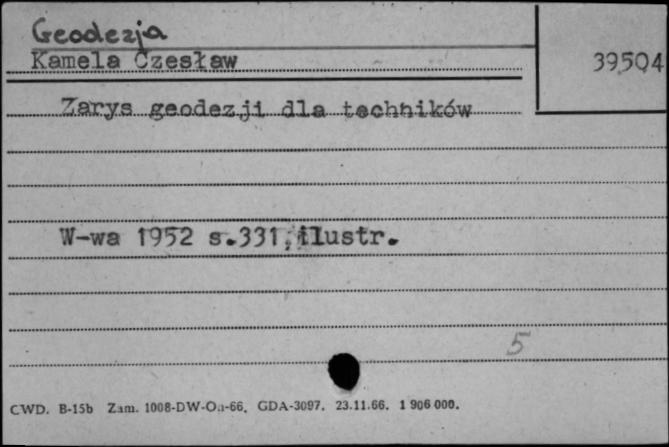 Geodezja
Kamela Czesław
39504
Zarys geodezji dla techników
W-wa 1952 s.331, ilustr.
5
CWD. B-15b Zam. 1008-DW-Oa-66. GDA-3097. 23.11.66. 1 906 000.